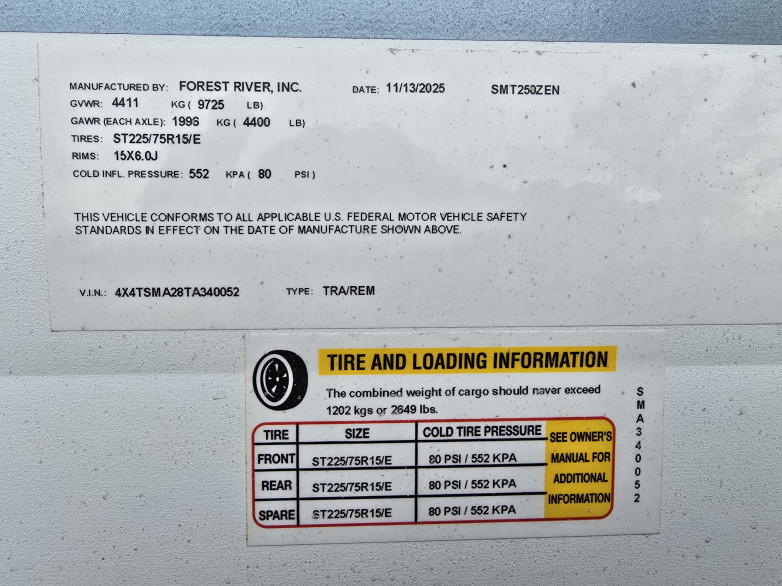 MANUFACTURED BY: FOREST RIVER, INC. DATE: 11/13/2025 SMT250ZEN
GVWR: 4411 KG ( 9725 LB)
GAWR (EACH AXLE): 1996 KG ( 4400 LB)
TIRES: ST225/75R15/E
RIMS: 15X6.0J
COLD INFL. PRESSURE: 552 KPA ( 80 PSI )
THIS VEHICLE CONFORMS TO ALL APPLICABLE U.S. FEDERAL MOTOR VEHICLE SAFETY
STANDARDS IN EFFECT ON THE DATE OF MANUFACTURE SHOWN ABOVE.
V.I.N.: 4X4TSMA28TA340052 TYPE: TRA/REM
TIRE AND LOADING INFORMATION
The combined weight of cargo should never exceed
1202 kgs or 2649 lbs.
TIRE SIZE COLD TIRE PRESSURE SEE OWNER'S
FRONT ST225/75R15/E 80 PSI / 552 KPA MANUAL FOR
REAR ST225/75R15/E 80 PSI / 552 KPA ADDITIONAL
SPARE ST225/75R15/E 80 PSI / 552 KPA INFORMATION
SMA340052